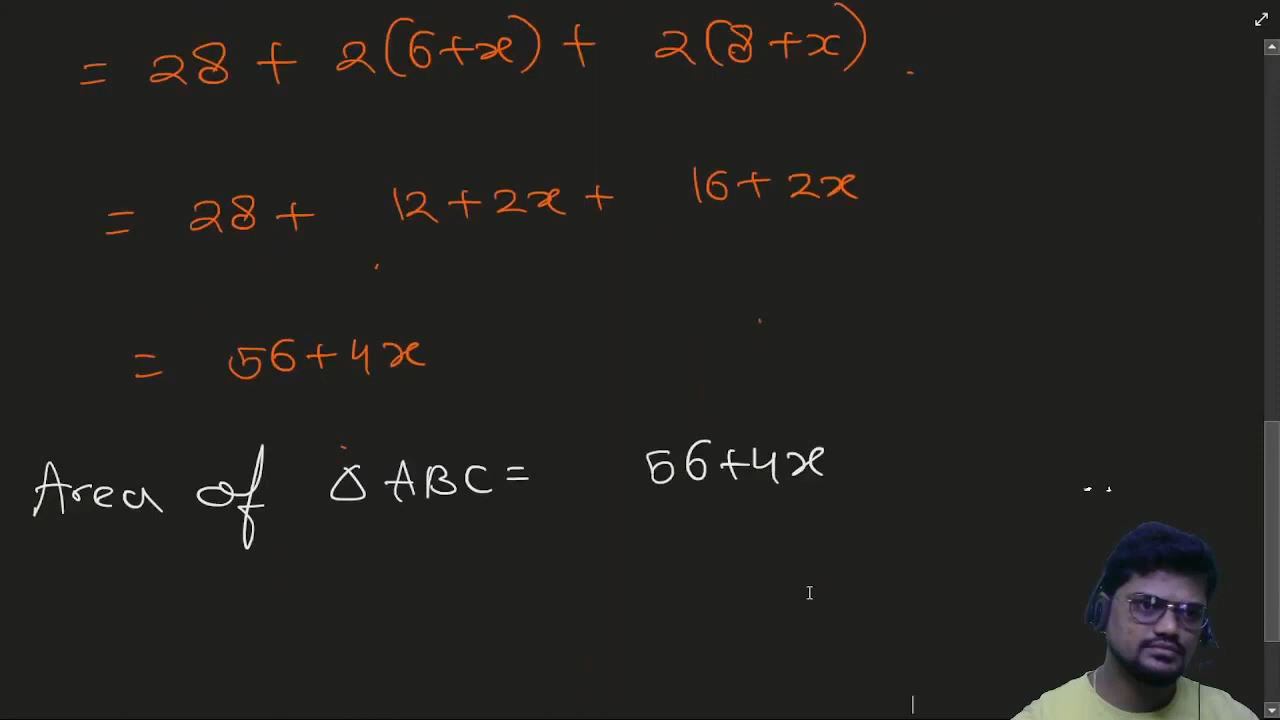 = 28 + 2(6+x) + 2(8+x)
= 28 + 12 + 2x + 16 + 2x
= 56 + 4x
Area of △ ABC = 56+4x